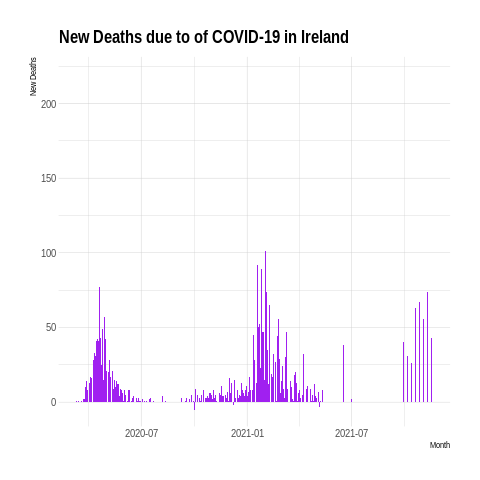 New Deaths due to of COVID-19 in Ireland
New Deaths
200
150
100
50
0
2020-07
2021-01
2021-07
Month